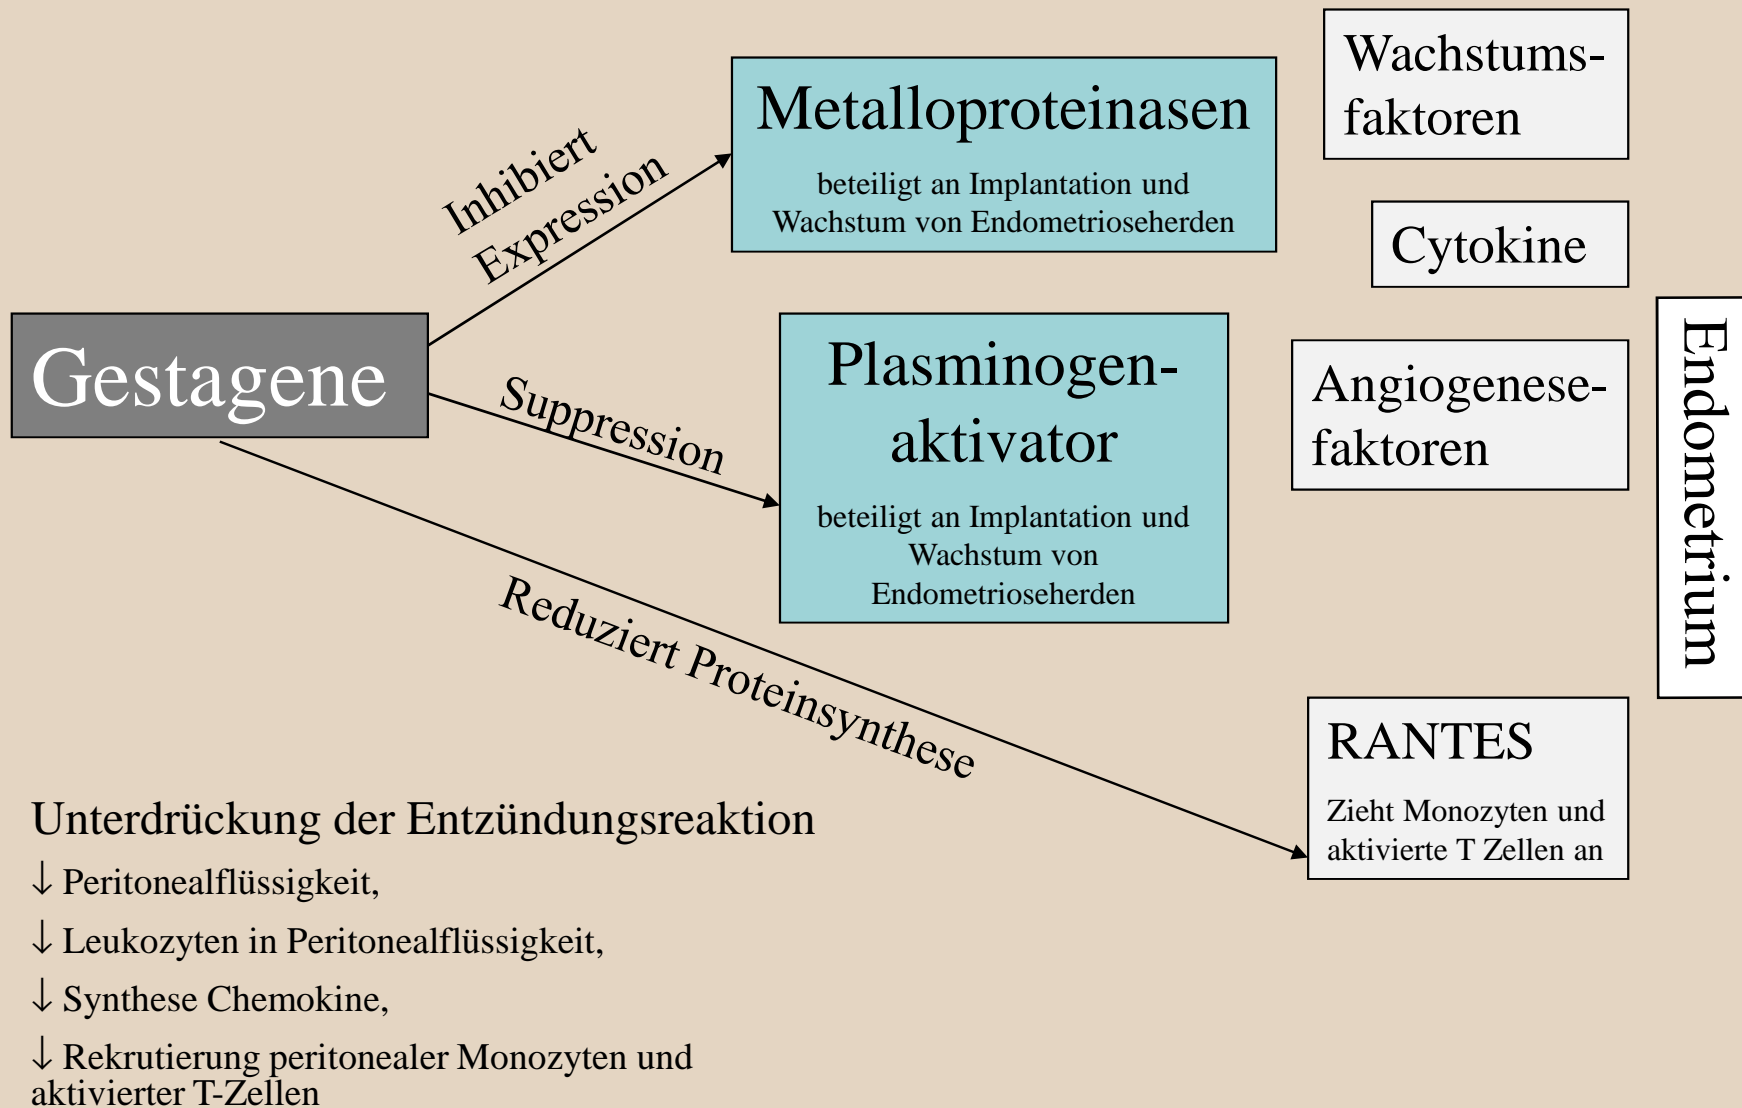 Gestagene
Inhibiert
Expression
Suppression
Reduziert Proteinsynthese
Metalloproteinasen
beteiligt an Implantation und
Wachstum von Endometrioseherden
Plasminogen-
aktivator
beteiligt an Implantation und
Wachstum von
Endometrioseherden
Wachstums-
faktoren
Cytokine
Angiogenese-
faktoren
RANTES
Zieht Monozyten und
aktivierte T Zellen an
Endometrium
Unterdrückung der Entzündungsreaktion
↓ Peritonealflüssigkeit,
↓ Leukozyten in Peritonealflüssigkeit,
↓ Synthese Chemokine,
↓ Rekrutierung peritonealer Monozyten und
aktivierter T-Zellen